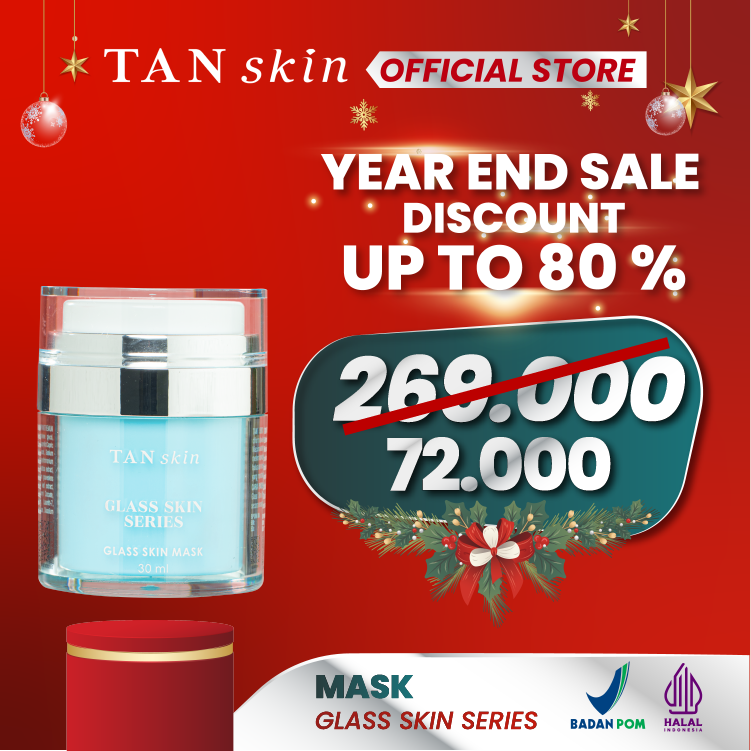 TAN skin OFFICIAL STORE
YEAR END SALE
DISCOUNT
UP TO 80 %
269.000
72.000
TAN skin
GLASS SKIN
SERIES
GLASS SKIN MASK
30 ml
MASK
GLASS SKIN SERIES
BADAN POM
HALAL
INDONESIA